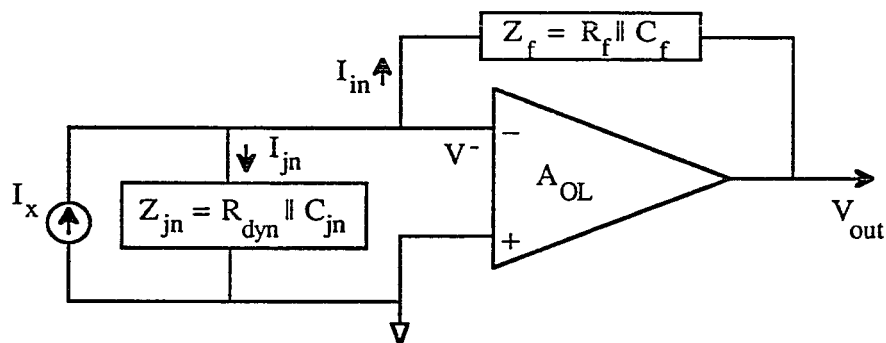 Z_f = R_f || C_f
I_in
I_jn
V-
−
I_x
Z_jn = R_dyn || C_jn
A_OL
+
V_out